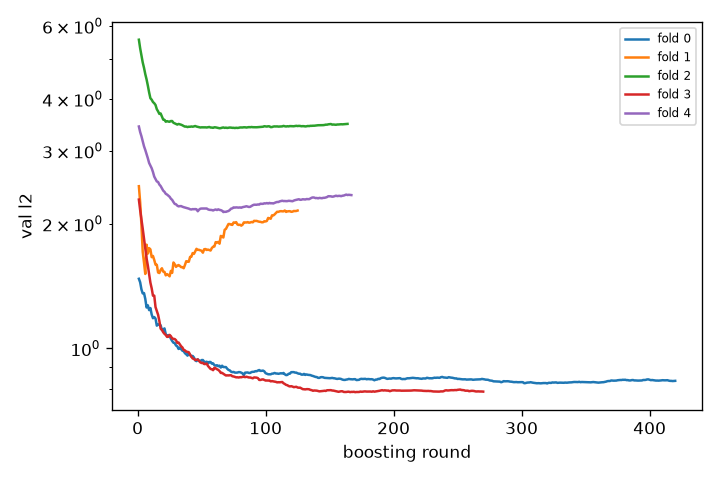 6 × 10⁰
4 × 10⁰
3 × 10⁰
2 × 10⁰
10⁰
val l2
0
100
200
300
400
boosting round
fold 0
fold 1
fold 2
fold 3
fold 4